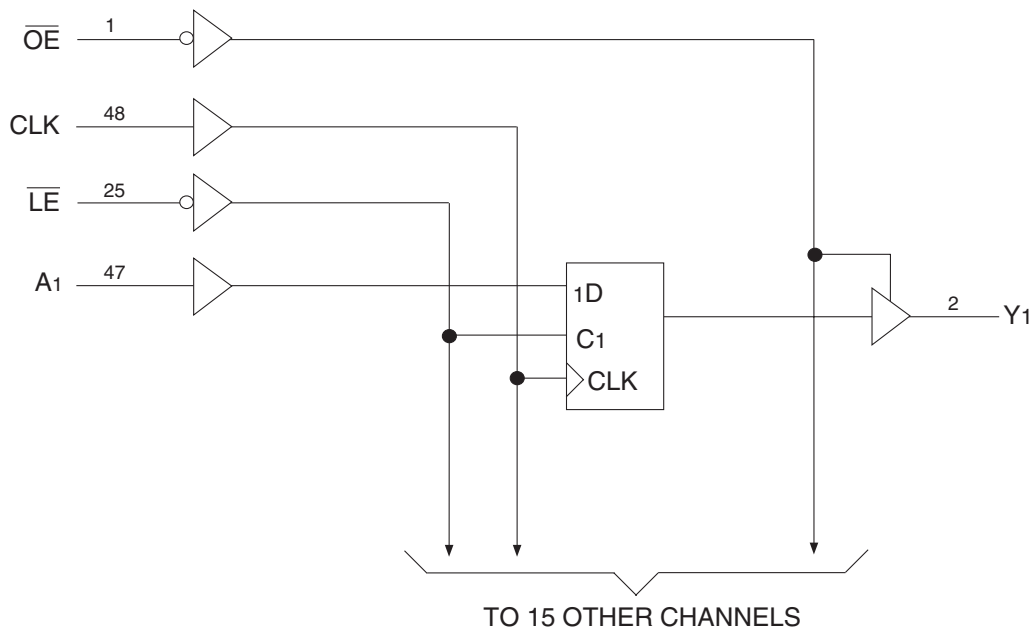 OE 1
CLK 48
LE 25
A1 47
1D
C1
CLK
2 Y1
TO 15 OTHER CHANNELS